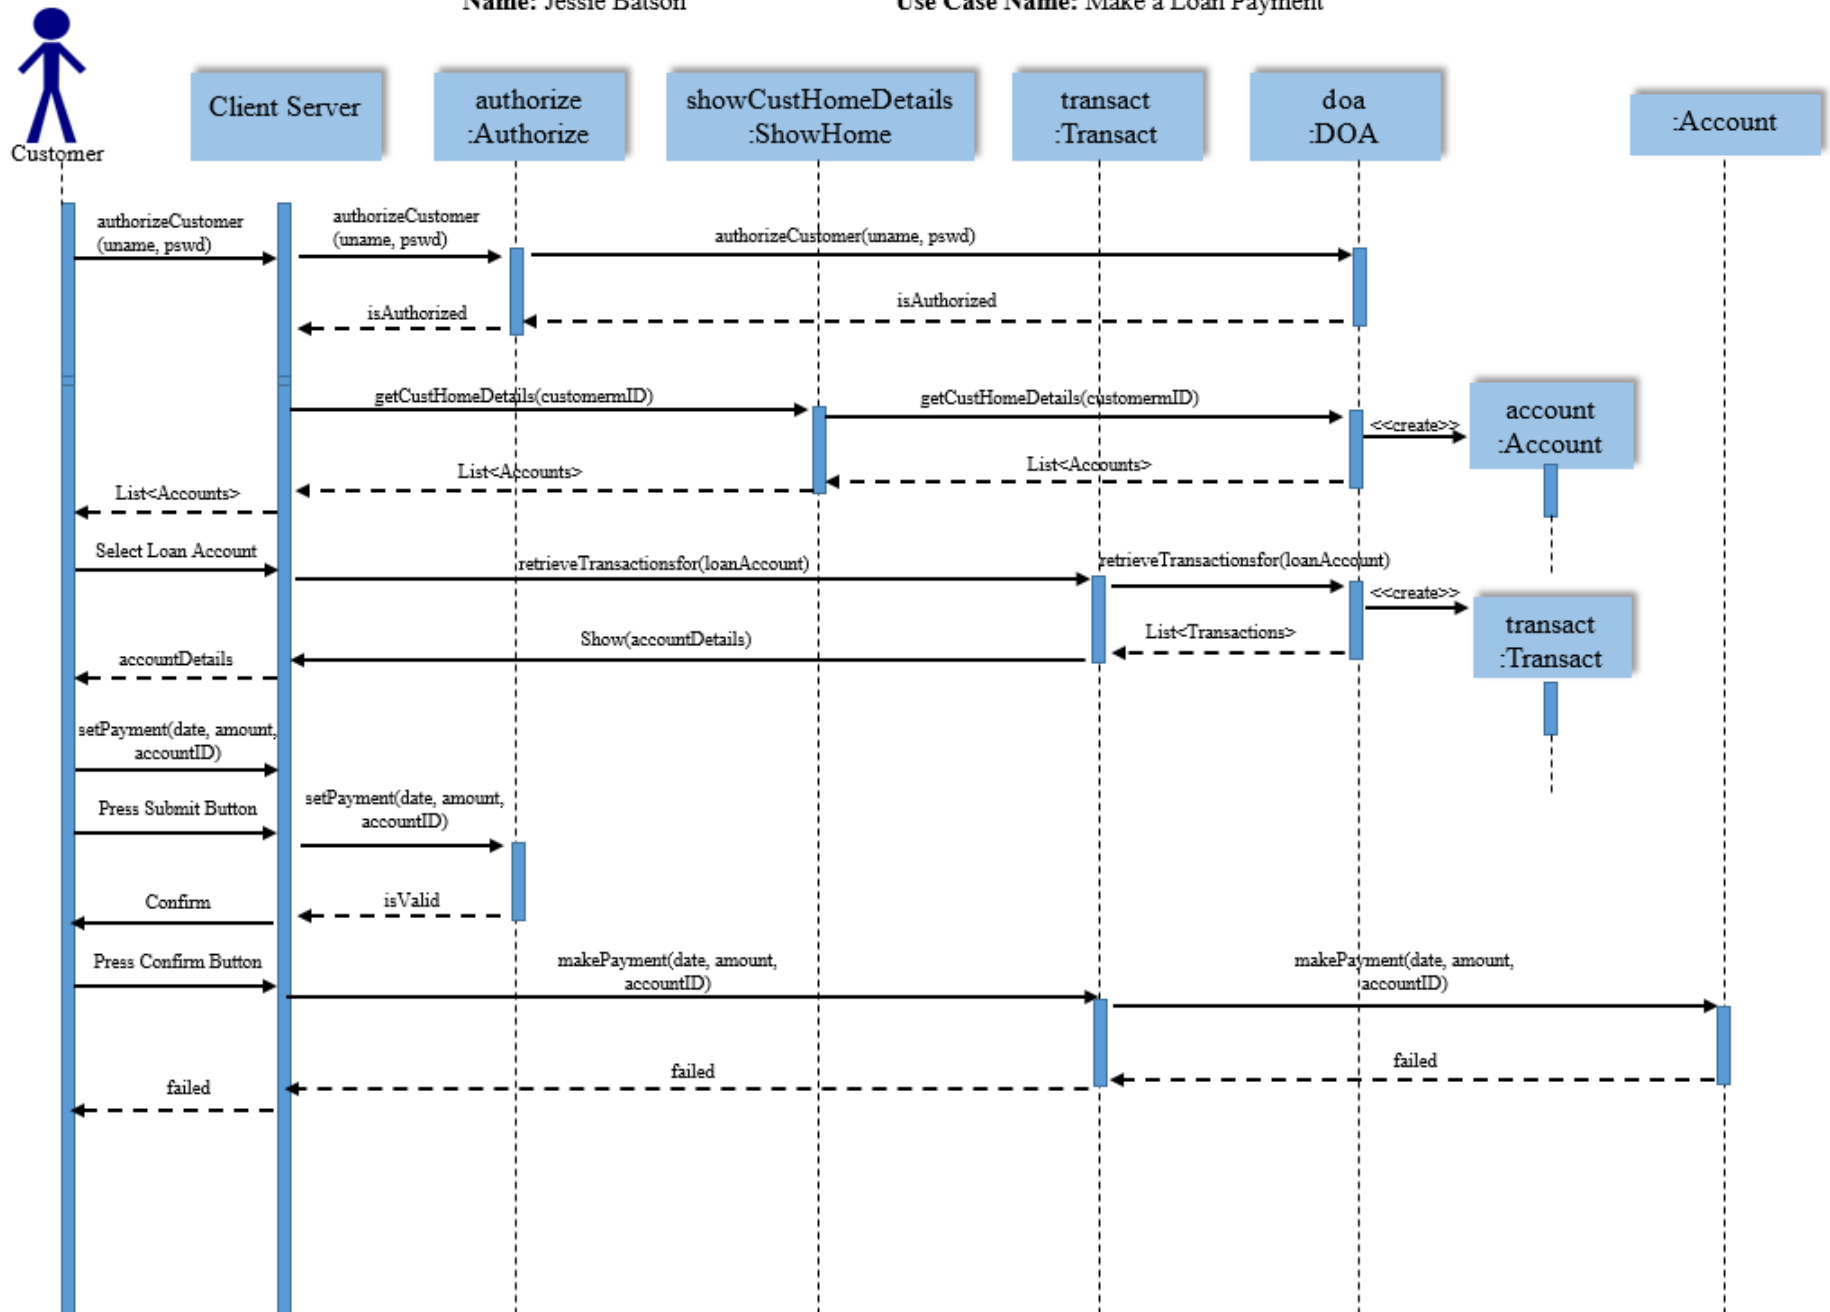 Name: Jessie Batson
Use Case Name: Make a Loan Payment
Customer
Client Server
authorize
:Authorize
showCustHomeDetails
:ShowHome
transact
:Transact
doa
:DOA
:Account
authorizeCustomer
(uname, pswd)
authorizeCustomer
(uname, pswd)
authorizeCustomer(uname, pswd)
isAuthorized
isAuthorized
getCustHomeDetails(custommermID)
getCustHomeDetails(customermID)
<<create>>
account
:Account
List<Accounts>
List<Accounts>
List<Accounts>
Select Loan Account
retrieveTransactionsfor(loanAccount)
retrieveTransactionsfor(loanAccount)
<<create>>
transact
:Transact
Show(accountDetails)
List<Transactions>
accountDetails
setPayment(date, amount,
accountID)
Press Submit Button
setPayment(date, amount,
accountID)
Confirm
isValid
Press Confirm Button
makePayment(date, amount,
accountID)
makePayment(date, amount,
accountID)
failed
failed
failed